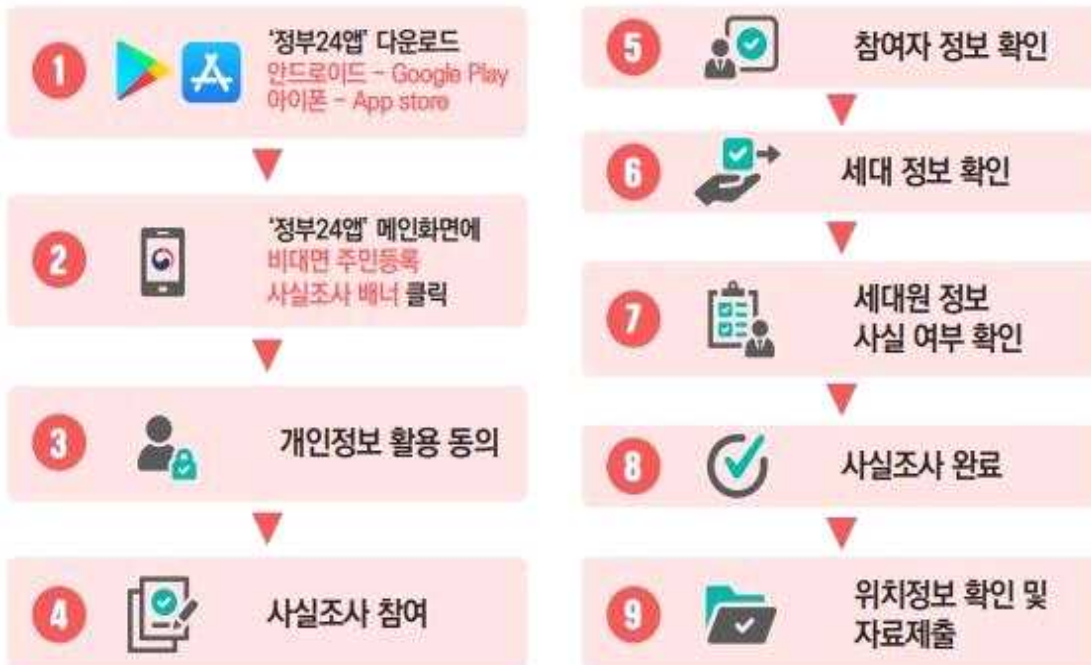 1
'정부24앱' 다운로드
안드로이드 - Google Play
아이폰 - App store
2
'정부24앱' 메인화면에
비대면 주민등록
사실조사 배너 클릭
3
개인정보 활용 동의
4
사실조사 참여
5
참여자 정보 확인
6
세대 정보 확인
7
세대원 정보
사실 여부 확인
8
사실조사 완료
9
위치정보 확인 및
자료제출